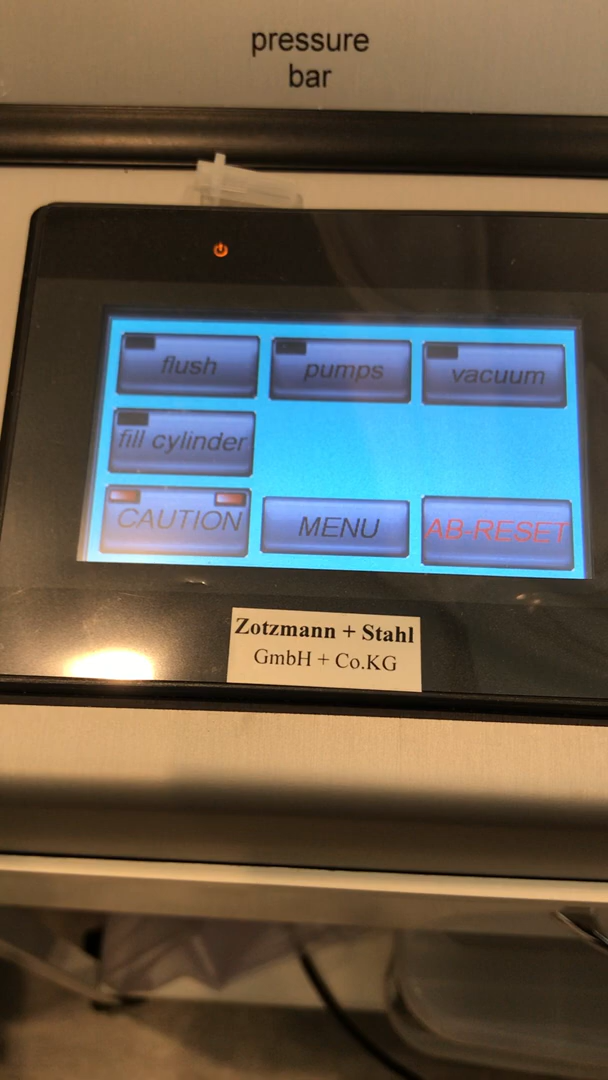 pressure
bar
flush
pumps
vacuum
fill cylinder
CAUTION
MENU
AB-RESET
Zotzmann + Stahl
GmbH + Co.KG